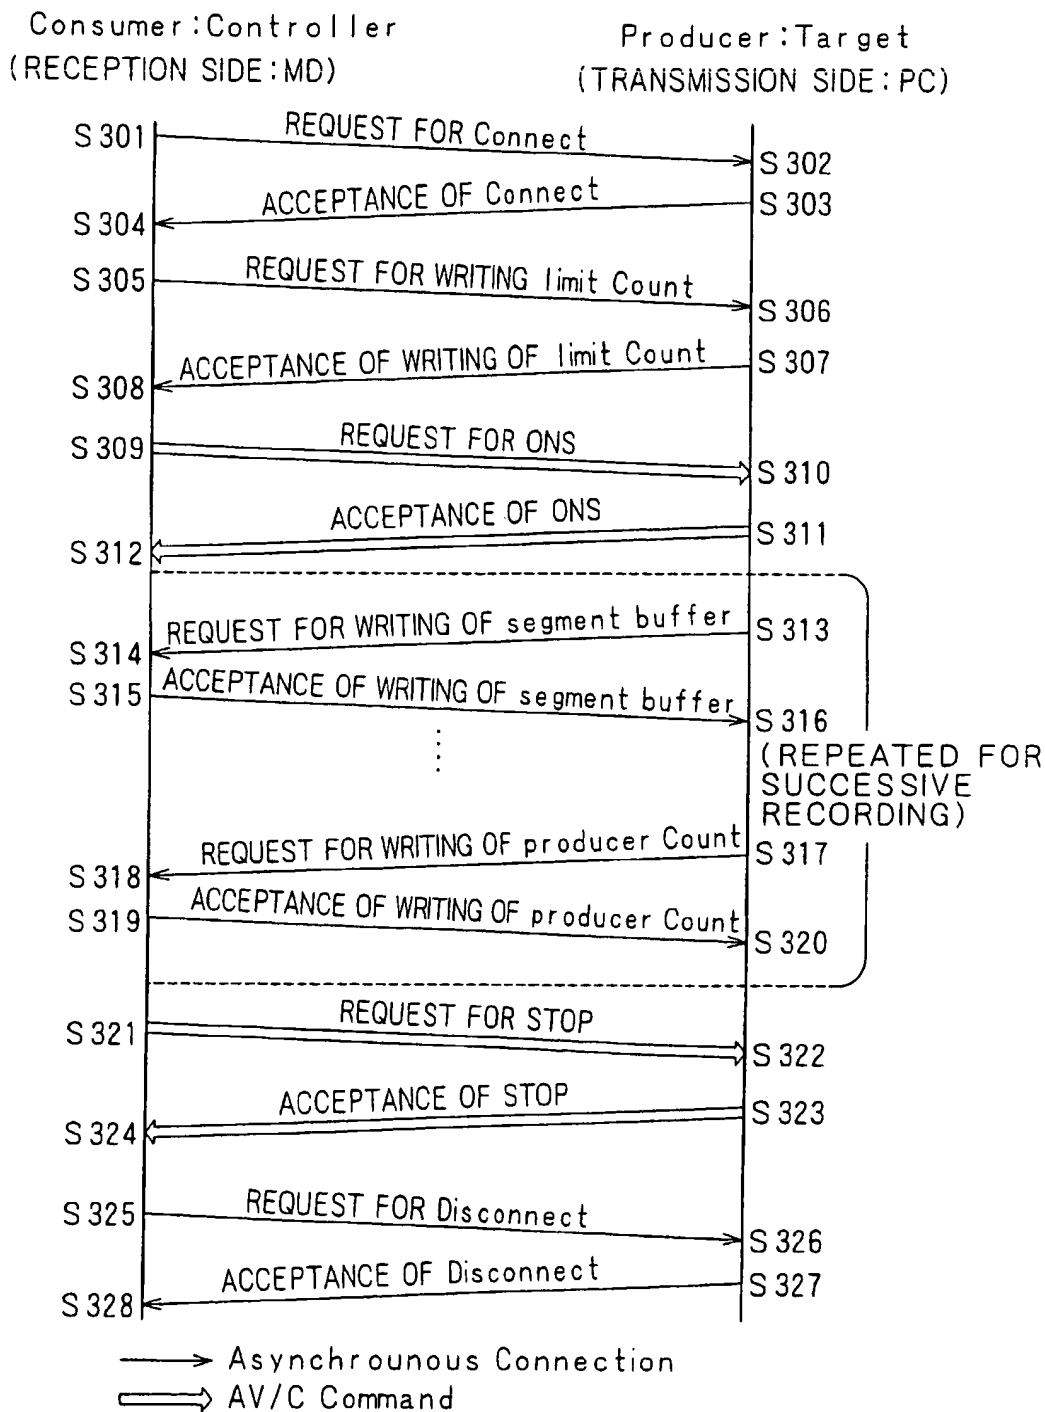 Consumer:Controller
(RECEPTION SIDE:MD)
Producer:Target
(TRANSMISSION SIDE:PC)
S301
REQUEST FOR Connect
S302
ACCEPTANCE OF Connect
S303
S304
S305
REQUEST FOR WRITING limit Count
S306
ACCEPTANCE OF WRITING OF limit Count
S307
S308
S309
REQUEST FOR ONS
S310
ACCEPTANCE OF ONS
S311
S312
REQUEST FOR WRITING OF segment buffer
S313
S314
S315
ACCEPTANCE OF WRITING OF segment buffer
S316
(REPEATED FOR
SUCCESSIVE
RECORDING)
REQUEST FOR WRITING OF producer Count
S317
S318
S319
ACCEPTANCE OF WRITING OF producer Count
S320
S321
REQUEST FOR STOP
S322
ACCEPTANCE OF STOP
S323
S324
S325
REQUEST FOR Disconnect
S326
ACCEPTANCE OF Disconnect
S327
S328
Asynchrounous Connection
AV/C Command